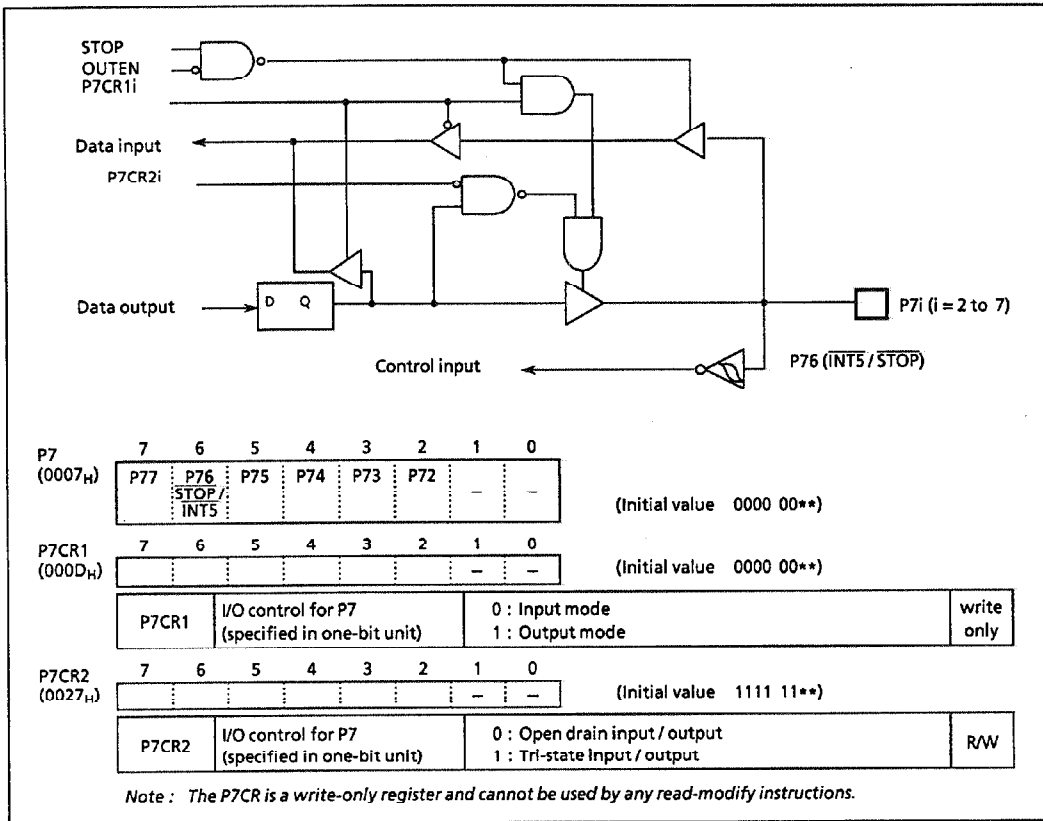 STOP
OUTEN
P7CR1i
Data input
P7CR2i
Data output
D Q
P7i (i = 2 to 7)
Control input
P76 (INT5 / STOP)
P7
(0007H)
7 6 5 4 3 2 1 0
P77 P76 STOP / INT5 P75 P74 P73 P72 – –
(Initial value 0000 00**)
P7CR1
(000DH)
7 6 5 4 3 2 1 0
– –
(Initial value 0000 00**)
P7CR1
I/O control for P7
(specified in one-bit unit)
0 : Input mode
1 : Output mode
write
only
P7CR2
(0027H)
7 6 5 4 3 2 1 0
– –
(Initial value 1111 11**)
P7CR2
I/O control for P7
(specified in one-bit unit)
0 : Open drain input / output
1 : Tri-state input / output
R/W
Note : The P7CR is a write-only register and cannot be used by any read-modify instructions.